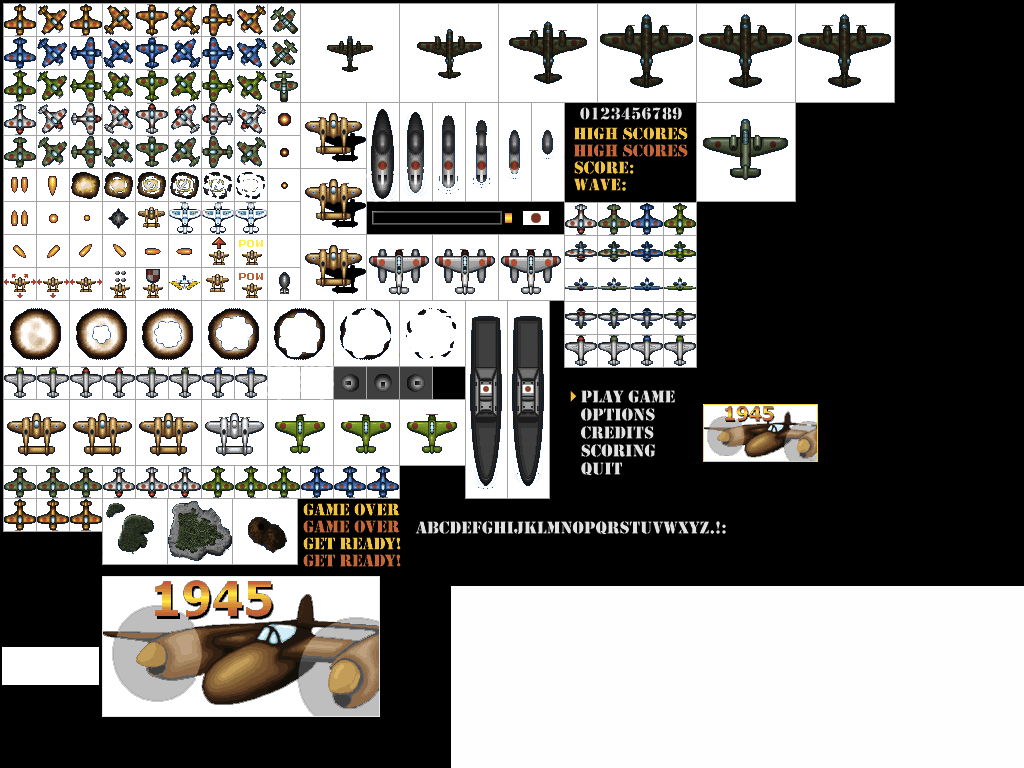 0123456789
HIGH SCORES
HIGH SCORES
SCORE:
WAVE:
POW
POW
PLAY GAME
OPTIONS
CREDITS
SCORING
QUIT
1945
GAME OVER
GAME OVER
GET READY!
GET READY!
ABCDEFGHIJKLMNOPQRSTUVWXYZ.!:
1945